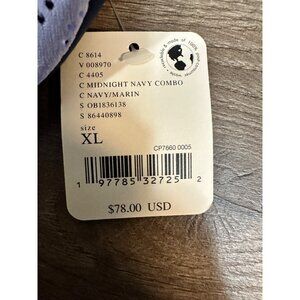 C 8614
V 008970
C 4405
C MIDNIGHT NAVY COMBO
C NAVY/MARIN
S OB1836138
S 86440898
size
XL
CP7660 0005
1 97785 32725 2
$78.00 USD